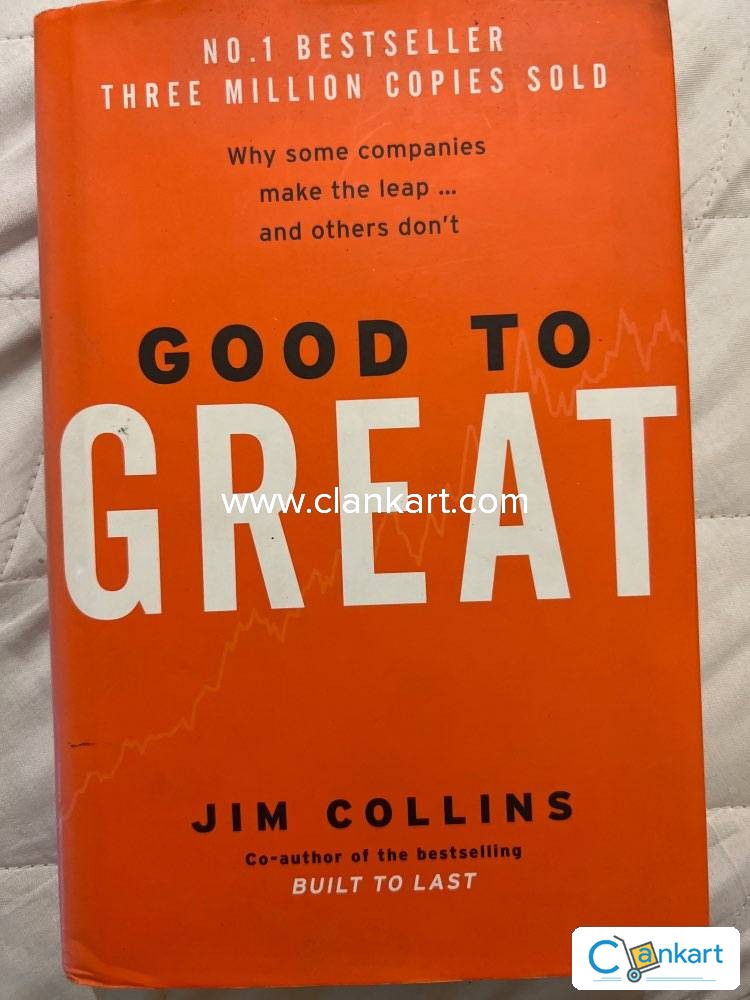 NO.1 BESTSELLER
THREE MILLION COPIES SOLD
Why some companies
make the leap ...
and others don't
GOOD TO
GREAT
www.clankart.com
JIM COLLINS
Co-author of the bestselling
BUILT TO LAST
Clankart